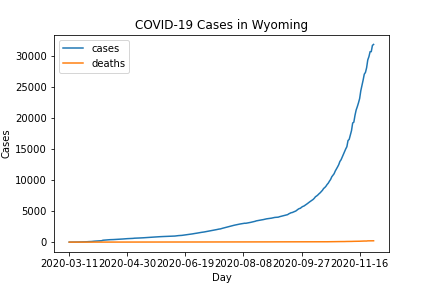 COVID-19 Cases in Wyoming
cases
deaths
30000
25000
20000
15000
10000
5000
0
Cases
2020-03-11 2020-04-30 2020-06-19 2020-08-08 2020-09-27 2020-11-16
Day